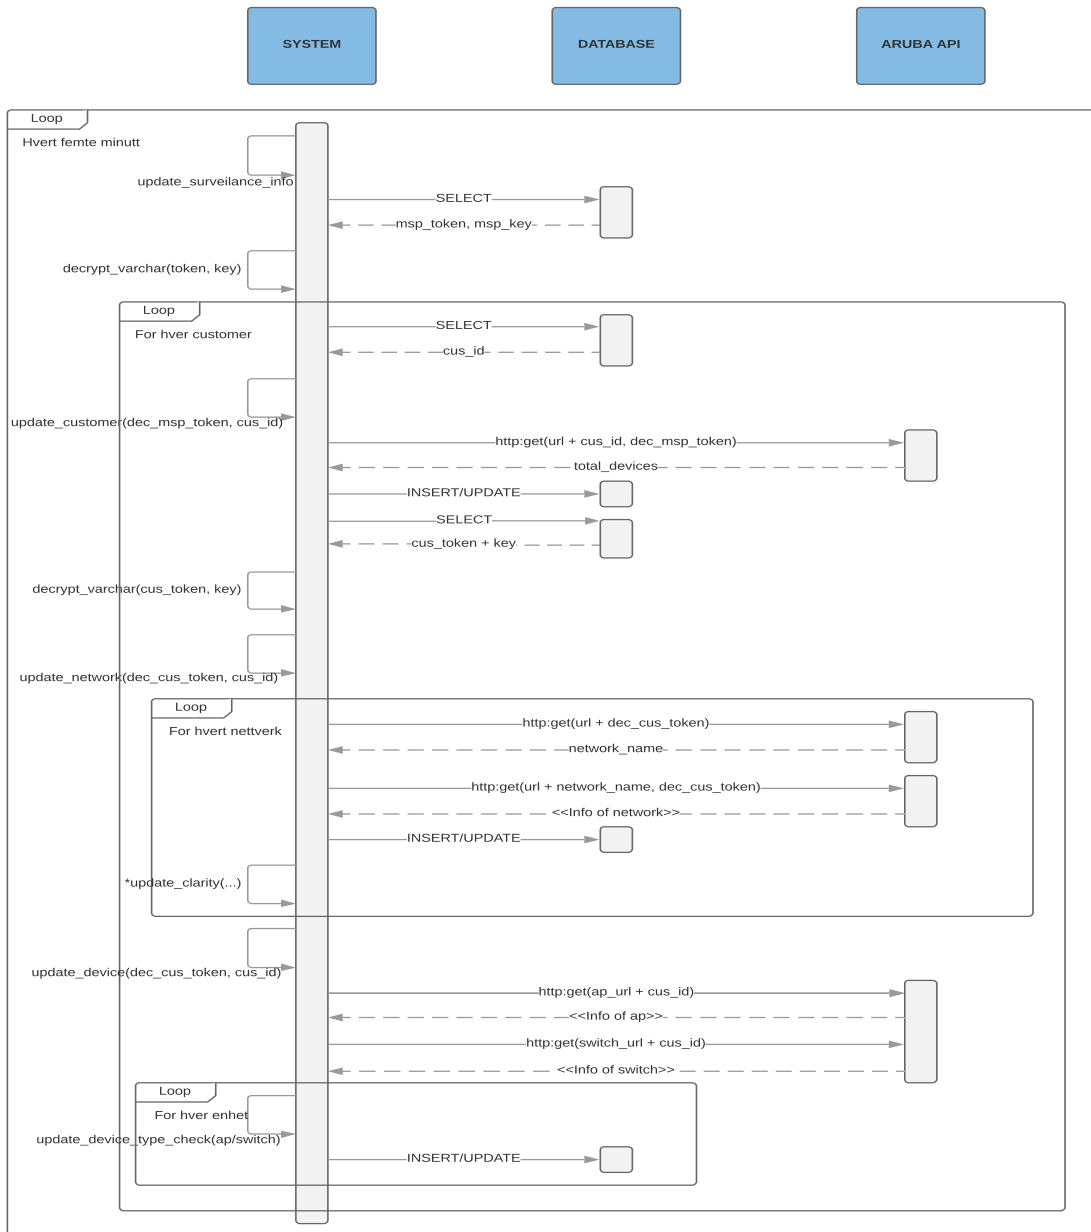 SYSTEM
DATABASE
ARUBA API
Loop
Hvert femte minutt
update_surveilance_info
SELECT
msp_token, msp_key
decrypt_varchar(token, key)
Loop
For hver customer
SELECT
cus_id
update_customer(dec_msp_token, cus_id)
http:get(url + cus_id, dec_msp_token)
total_devices
INSERT/UPDATE
SELECT
cus_token + key
decrypt_varchar(cus_token, key)
update_network(dec_cus_token, cus_id)
Loop
For hvert nettverk
http:get(url + dec_cus_token)
network_name
http:get(url + network_name, dec_cus_token)
<<Info of network>>
INSERT/UPDATE
*update_clarity(...)
update_device(dec_cus_token, cus_id)
http:get(ap_url + cus_id)
<<Info of ap>>
http:get(switch_url + cus_id)
<<Info of switch>>
Loop
For hver enhet
update_device_type_check(ap/switch)
INSERT/UPDATE